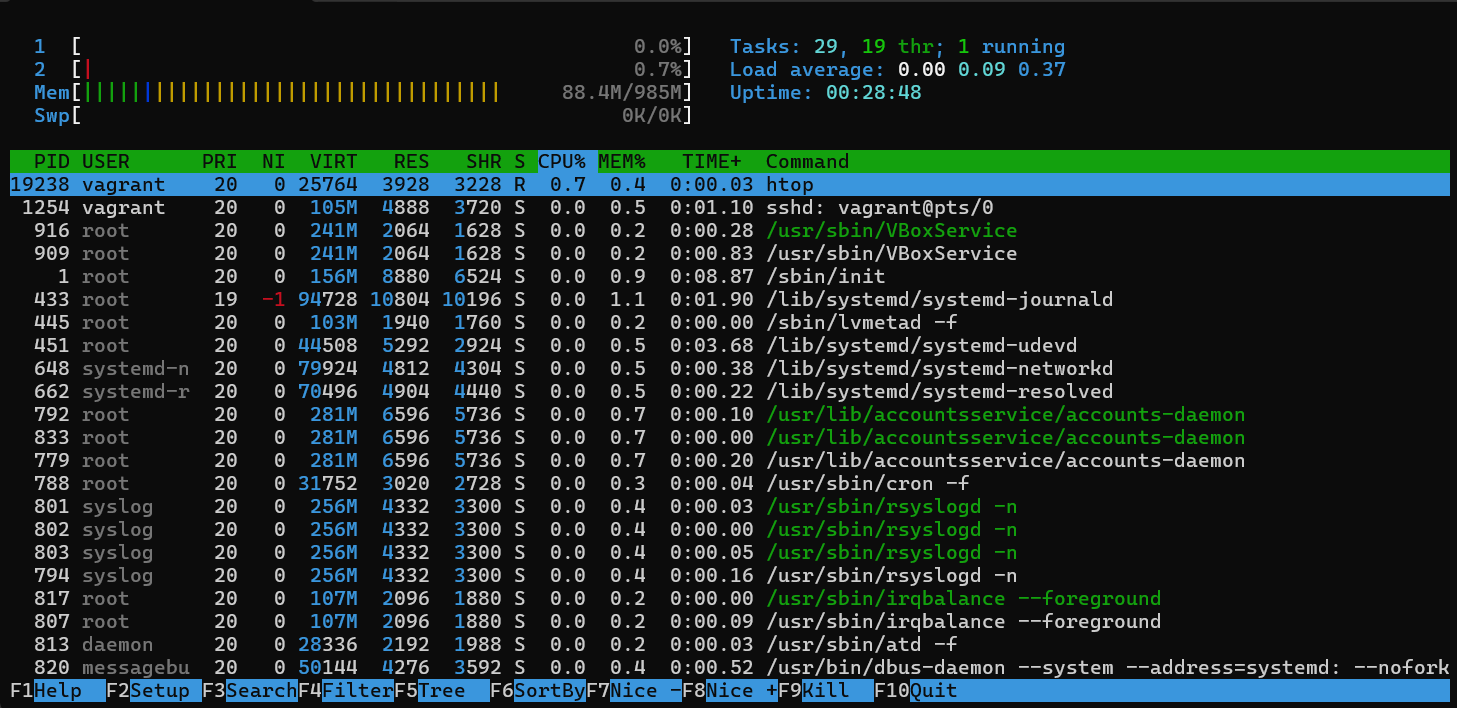 1 [ 0.0%] Tasks: 29, 19 thr; 1 running
2 [| 0.7%] Load average: 0.00 0.09 0.37
Mem[||||||||||||||||||||||||||||||||||| 88.4M/985M] Uptime: 00:28:48
Swp[ 0K/0K]
PID USER PRI NI VIRT RES SHR S CPU% MEM% TIME+ Command
19238 vagrant 20 0 25764 3928 3228 R 0.7 0.4 0:00.03 htop
1254 vagrant 20 0 105M 4888 3720 S 0.0 0.5 0:01.10 sshd: vagrant@pts/0
916 root 20 0 241M 2064 1628 S 0.0 0.2 0:00.28 /usr/sbin/VBoxService
909 root 20 0 241M 2064 1628 S 0.0 0.2 0:00.83 /usr/sbin/VBoxService
1 root 20 0 156M 8880 6524 S 0.0 0.9 0:08.87 /sbin/init
433 root 19 -1 94728 10804 10196 S 0.0 1.1 0:01.90 /lib/systemd/systemd-journald
445 root 20 0 103M 1940 1760 S 0.0 0.2 0:00.00 /sbin/lvmetad -f
451 root 20 0 44508 5292 2924 S 0.0 0.5 0:03.68 /lib/systemd/systemd-udevd
648 systemd-n 20 0 79924 4812 4304 S 0.0 0.5 0:00.38 /lib/systemd/systemd-networkd
662 systemd-r 20 0 70496 4904 4440 S 0.0 0.5 0:00.22 /lib/systemd/systemd-resolved
792 root 20 0 281M 6596 5736 S 0.0 0.7 0:00.10 /usr/lib/accountsservice/accounts-daemon
833 root 20 0 281M 6596 5736 S 0.0 0.7 0:00.00 /usr/lib/accountsservice/accounts-daemon
779 root 20 0 281M 6596 5736 S 0.0 0.7 0:00.20 /usr/lib/accountsservice/accounts-daemon
788 root 20 0 31752 3020 2728 S 0.0 0.3 0:00.04 /usr/sbin/cron -f
801 syslog 20 0 256M 4332 3300 S 0.0 0.4 0:00.03 /usr/sbin/rsyslogd -n
802 syslog 20 0 256M 4332 3300 S 0.0 0.4 0:00.00 /usr/sbin/rsyslogd -n
803 syslog 20 0 256M 4332 3300 S 0.0 0.4 0:00.05 /usr/sbin/rsyslogd -n
794 syslog 20 0 256M 4332 3300 S 0.0 0.4 0:00.16 /usr/sbin/rsyslogd -n
817 root 20 0 107M 2096 1880 S 0.0 0.2 0:00.00 /usr/sbin/irqbalance --foreground
807 root 20 0 107M 2096 1880 S 0.0 0.2 0:00.09 /usr/sbin/irqbalance --foreground
813 daemon 20 0 28336 2192 1988 S 0.0 0.2 0:00.03 /usr/sbin/atd -f
820 messagebu 20 0 50144 4276 3592 S 0.0 0.4 0:00.52 /usr/bin/dbus-daemon --system --address=systemd: --nofork
F1Help F2Setup F3SearchF4FilterF5Tree F6SortByF7Nice -F8Nice +F9Kill F10Quit